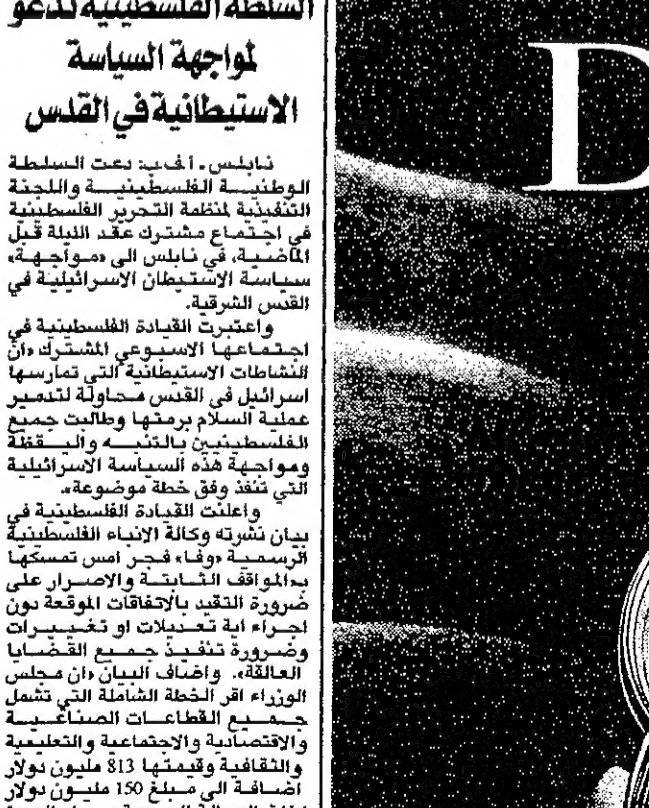 السلطة الفلسطينية تدعو
لمواجهة السياسة
الاستيطانية في القدس
نابلس ـ أ ف ب: دعت السلطة
الوطنية الفلسطينية واللجنة
التنفيذية لمنظمة التحرير الفلسطينية
في اجتماع مشترك عقد الليلة قبل
الماضية، في نابلس الى «مواجهة»
سياسة الاستيطان الاسرائيلية في
القدس الشرقية.
واعتبرت القيادة الفلسطينية في
اجتماعها الاسبوعي المشترك «ان
النشاطات الاستيطانية التي تمارسها
اسرائيل في القدس محاولة لتدمير
عملية السلام برمتها وطالبت جميع
الفلسطينيين بالتنبه واليقظة
ومواجهة هذه السياسة الاسرائيلية
التي تنفذ وفق خطة موضوعة».
واعلنت القيادة الفلسطينية في
بيان نشرته وكالة الانباء الفلسطينية
الرسمية «وفا» فجر امس تمسكها
بـ«المواقف الثابتة والاصرار على
ضرورة التقيد بالاتفاقات الموقعة دون
اجراء اية تعديلات او تغييرات
وضرورة تنفيذ جميع القضايا
العالقة». واضاف البيان «ان مجلس
الوزراء اقر الخطة الشاملة التي تشمل
جميع القطاعات الصناعية
والاقتصادية والاجتماعية والتعليمية
والثقافية وقيمتها 813 مليون دولار
اضافة الى مبلغ 150 مليون دولار
D